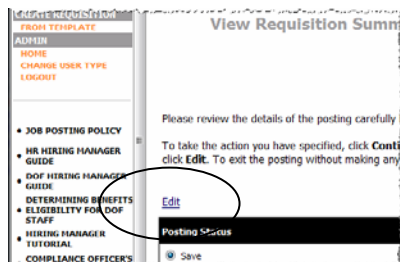 CREATE REQUISITION
FROM TEMPLATE
ADMIN
HOME
CHANGE USER TYPE
LOGOUT
• JOB POSTING POLICY
• HR HIRING MANAGER
GUIDE
• DOF HIRING MANAGER
GUIDE
DETERMINING BENEFITS
• ELIGIBILITY FOR DOF
STAFF
• HIRING MANAGER
TUTORIAL
• COMPLIANCE OFFICER'S
View Requisition Summ
Please review the details of the posting carefully
To take the action you have specified, click Conti
click Edit. To exit the posting without making any
Edit
Posting Status
Save